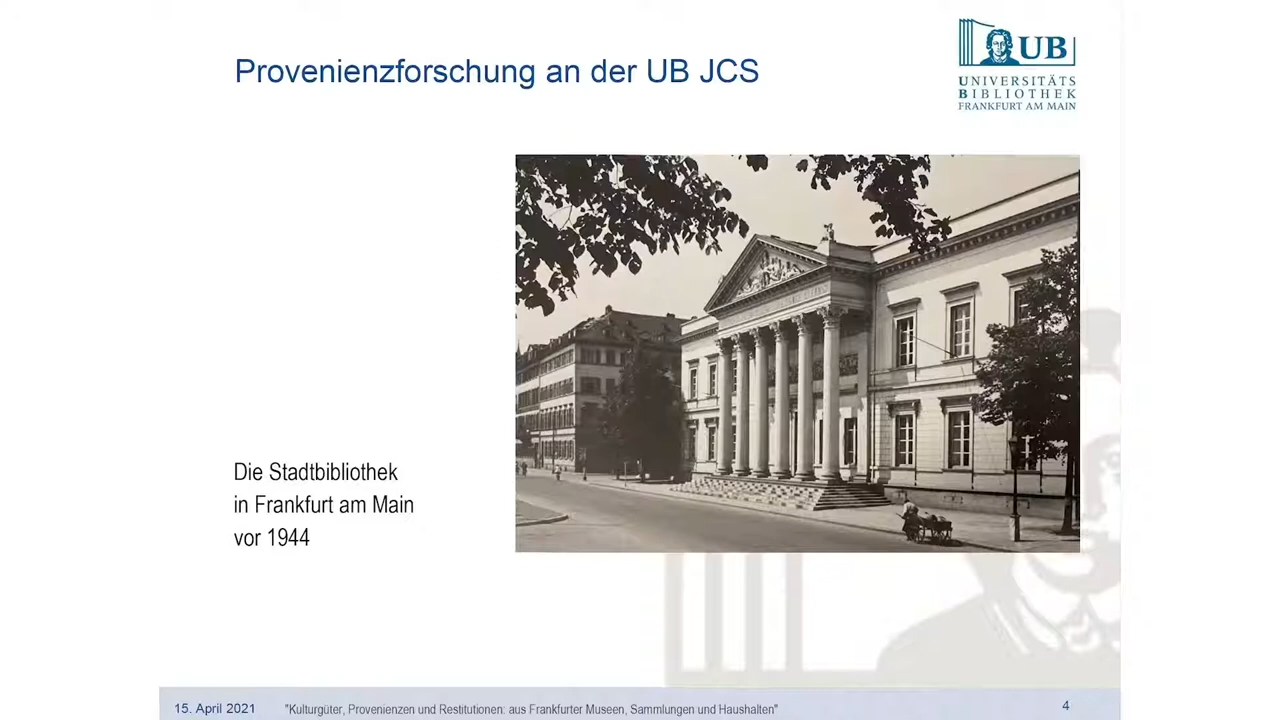 Provenienzforschung an der UB JCS
UB
UNIVERSITÄTS
BIBLIOTHEK
FRANKFURT AM MAIN
Die Stadtbibliothek
in Frankfurt am Main
vor 1944
15. April 2021
"Kulturgüter, Provenienzen und Restitutionen: aus Frankfurter Museen, Sammlungen und Haushalten"
4